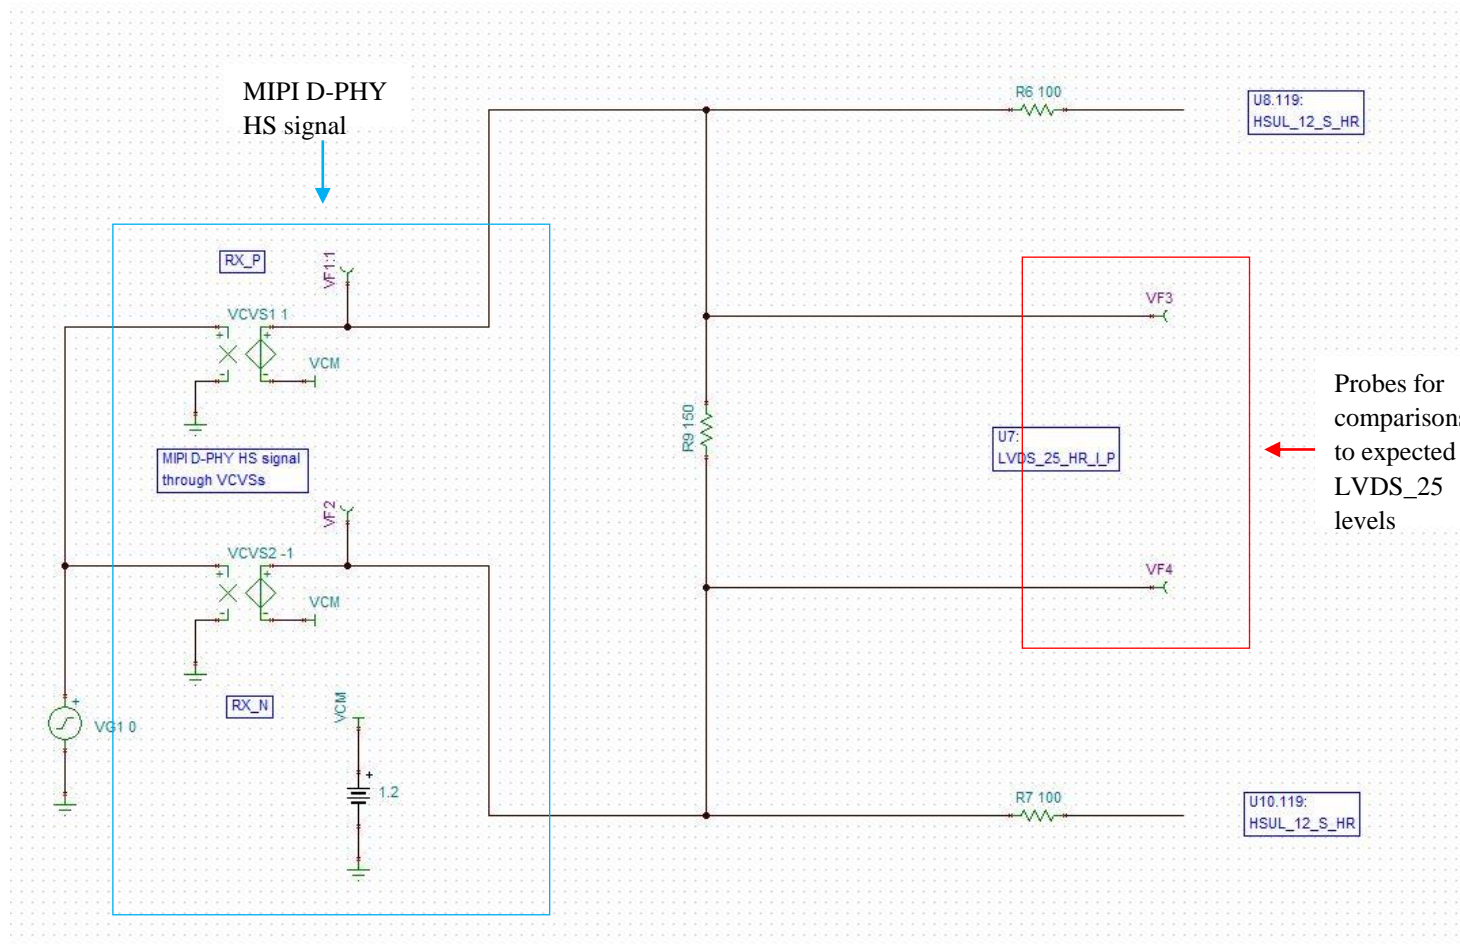 MIPI D-PHY
HS signal
R6 100
U8.119:
HSUL_12_S_HR
RX_P
VF1:1
VCVS1 1
+
+
-
-
VCM
VF3
Probes for
comparisons
to expected
LVDS_25
levels
R9 150
U7:
LVDS_25_HR_I_P
MIPI D-PHY HS signal
through VCVSs
VF2
VCVS2 -1
+
+
-
-
VCM
VF4
RX_N
VCM
+
VG1 0
+
1.2
R7 100
U10.119:
HSUL_12_S_HR